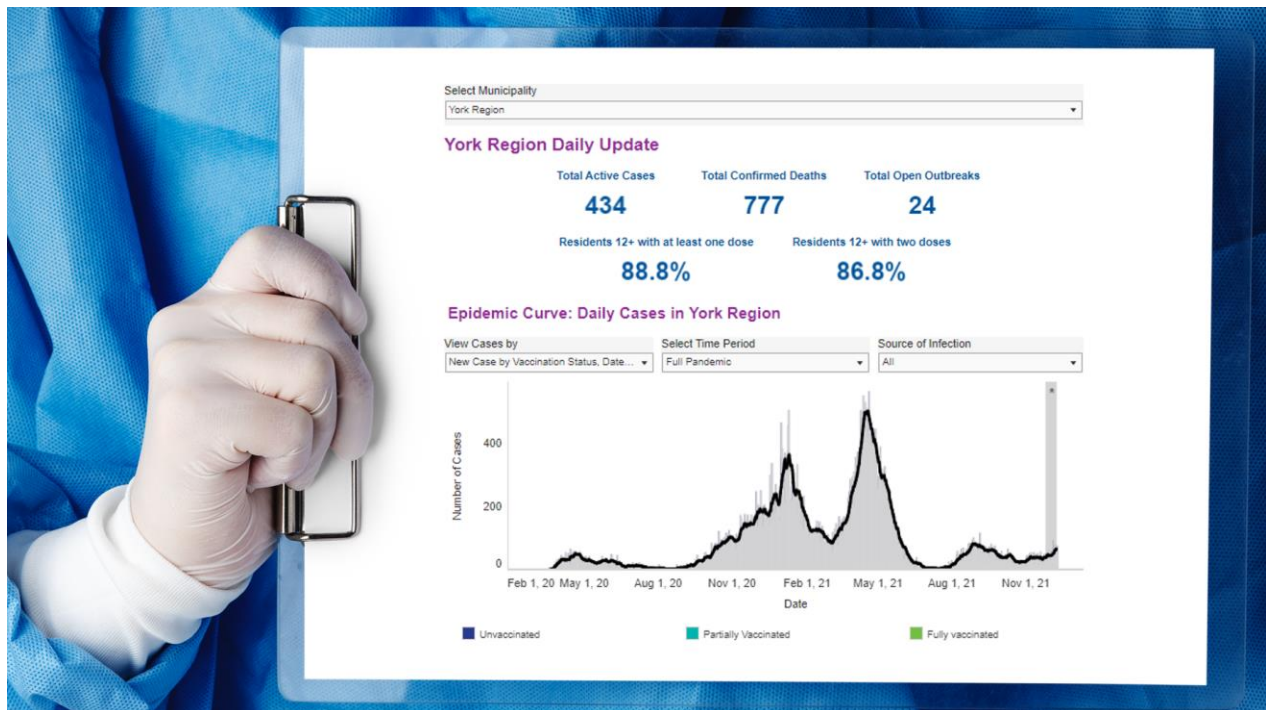 Select Municipality
York Region
York Region Daily Update
Total Active Cases Total Confirmed Deaths Total Open Outbreaks
434 777 24
Residents 12+ with at least one dose Residents 12+ with two doses
88.8% 86.8%
Epidemic Curve: Daily Cases in York Region
View Cases by Select Time Period Source of Infection
New Case by Vaccination Status, Date... Full Pandemic All
*
Number of Cases
400
200
0
Feb 1, 20 May 1, 20 Aug 1, 20 Nov 1, 20 Feb 1, 21 May 1, 21 Aug 1, 21 Nov 1, 21
Date
Unvaccinated Partially Vaccinated Fully vaccinated